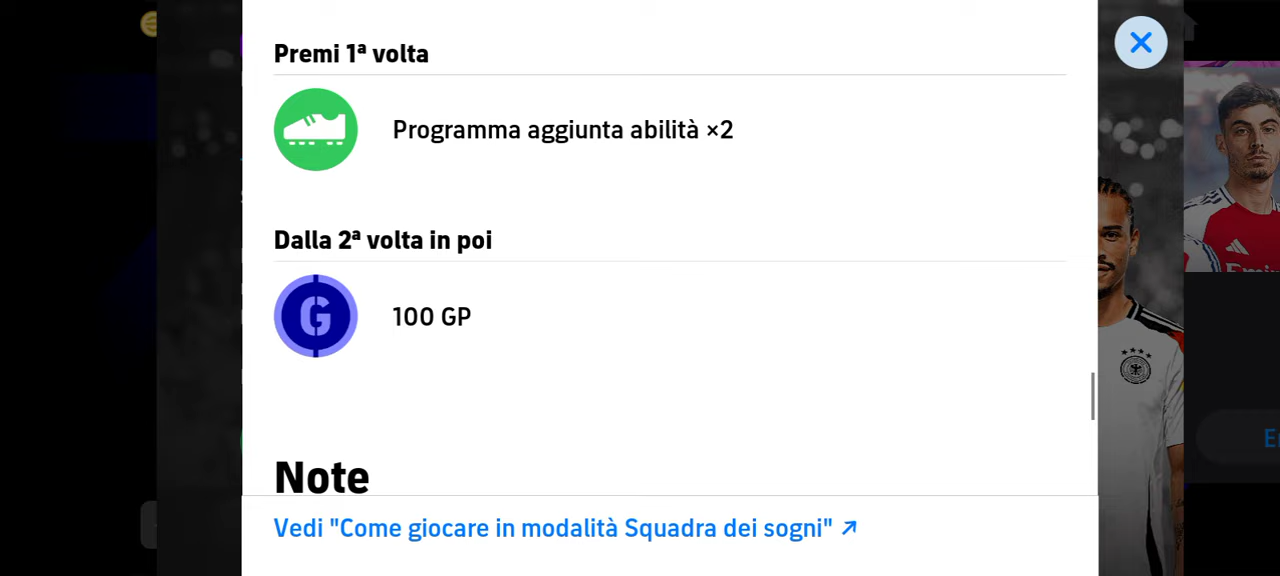 Premi 1ª volta
Programma aggiunta abilità ×2
Dalla 2ª volta in poi
G
100 GP
Note
Vedi "Come giocare in modalità Squadra dei sogni" ↗